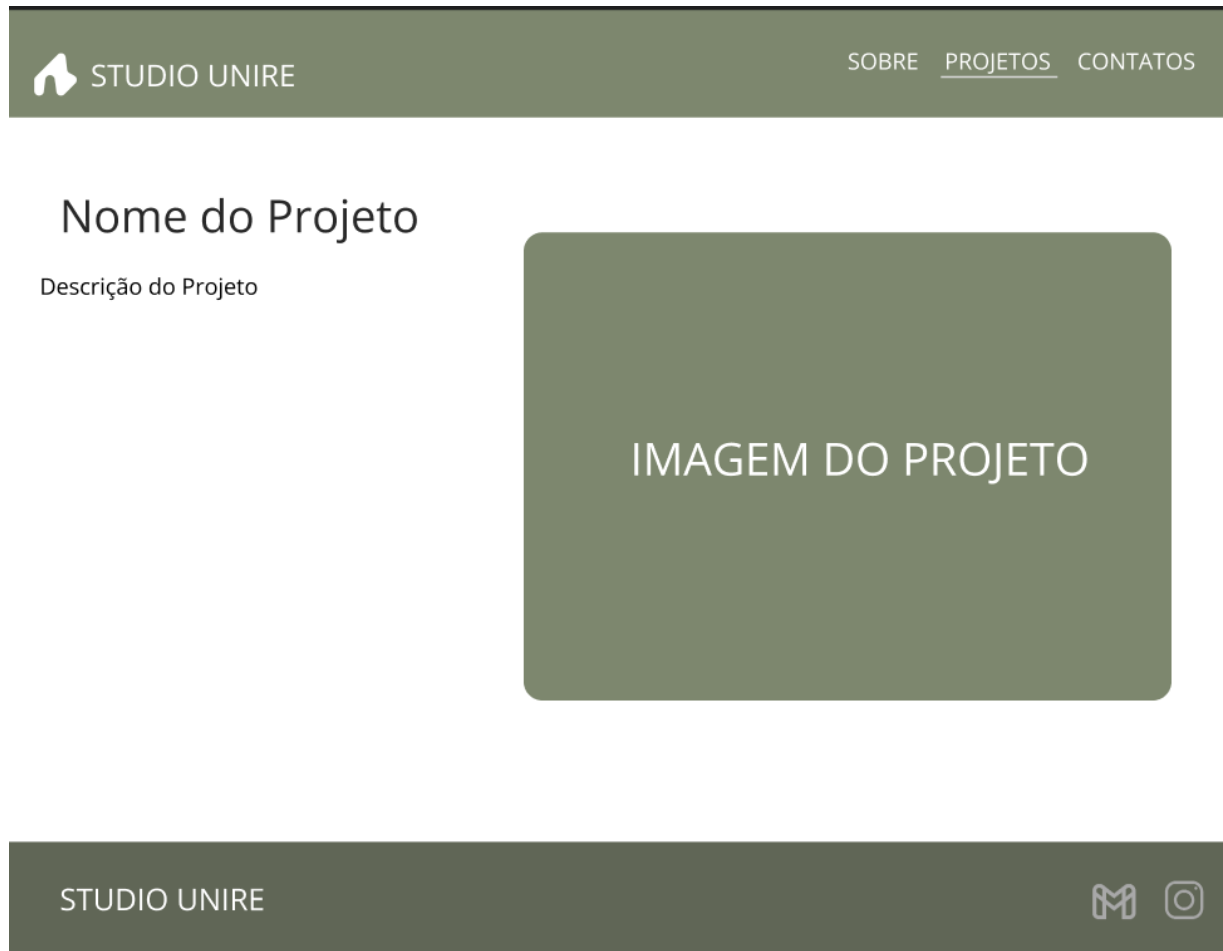 STUDIO UNIRE
SOBRE PROJETOS CONTATOS
Nome do Projeto
Descrição do Projeto
IMAGEM DO PROJETO
STUDIO UNIRE